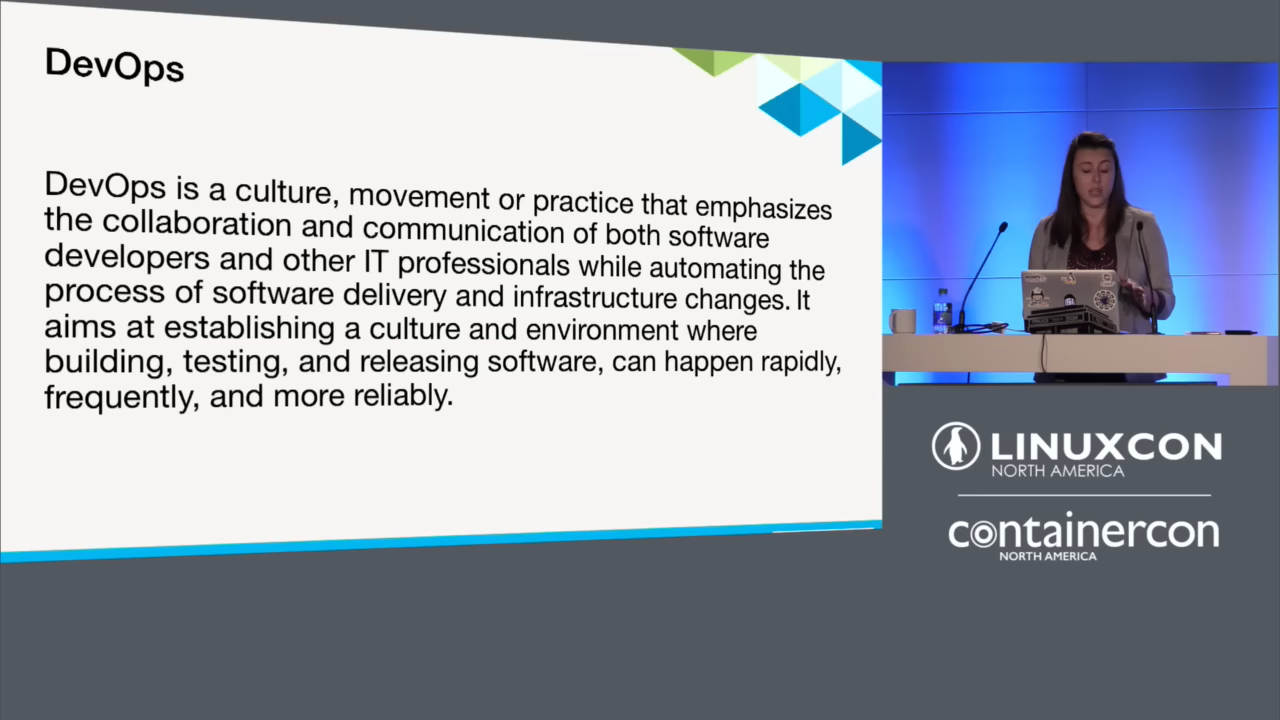 DevOps
DevOps is a culture, movement or practice that emphasizes
the collaboration and communication of both software
developers and other IT professionals while automating the
process of software delivery and infrastructure changes. It
aims at establishing a culture and environment where
building, testing, and releasing software, can happen rapidly,
frequently, and more reliably.
LINUXCON
NORTH AMERICA
containercon
NORTH AMERICA